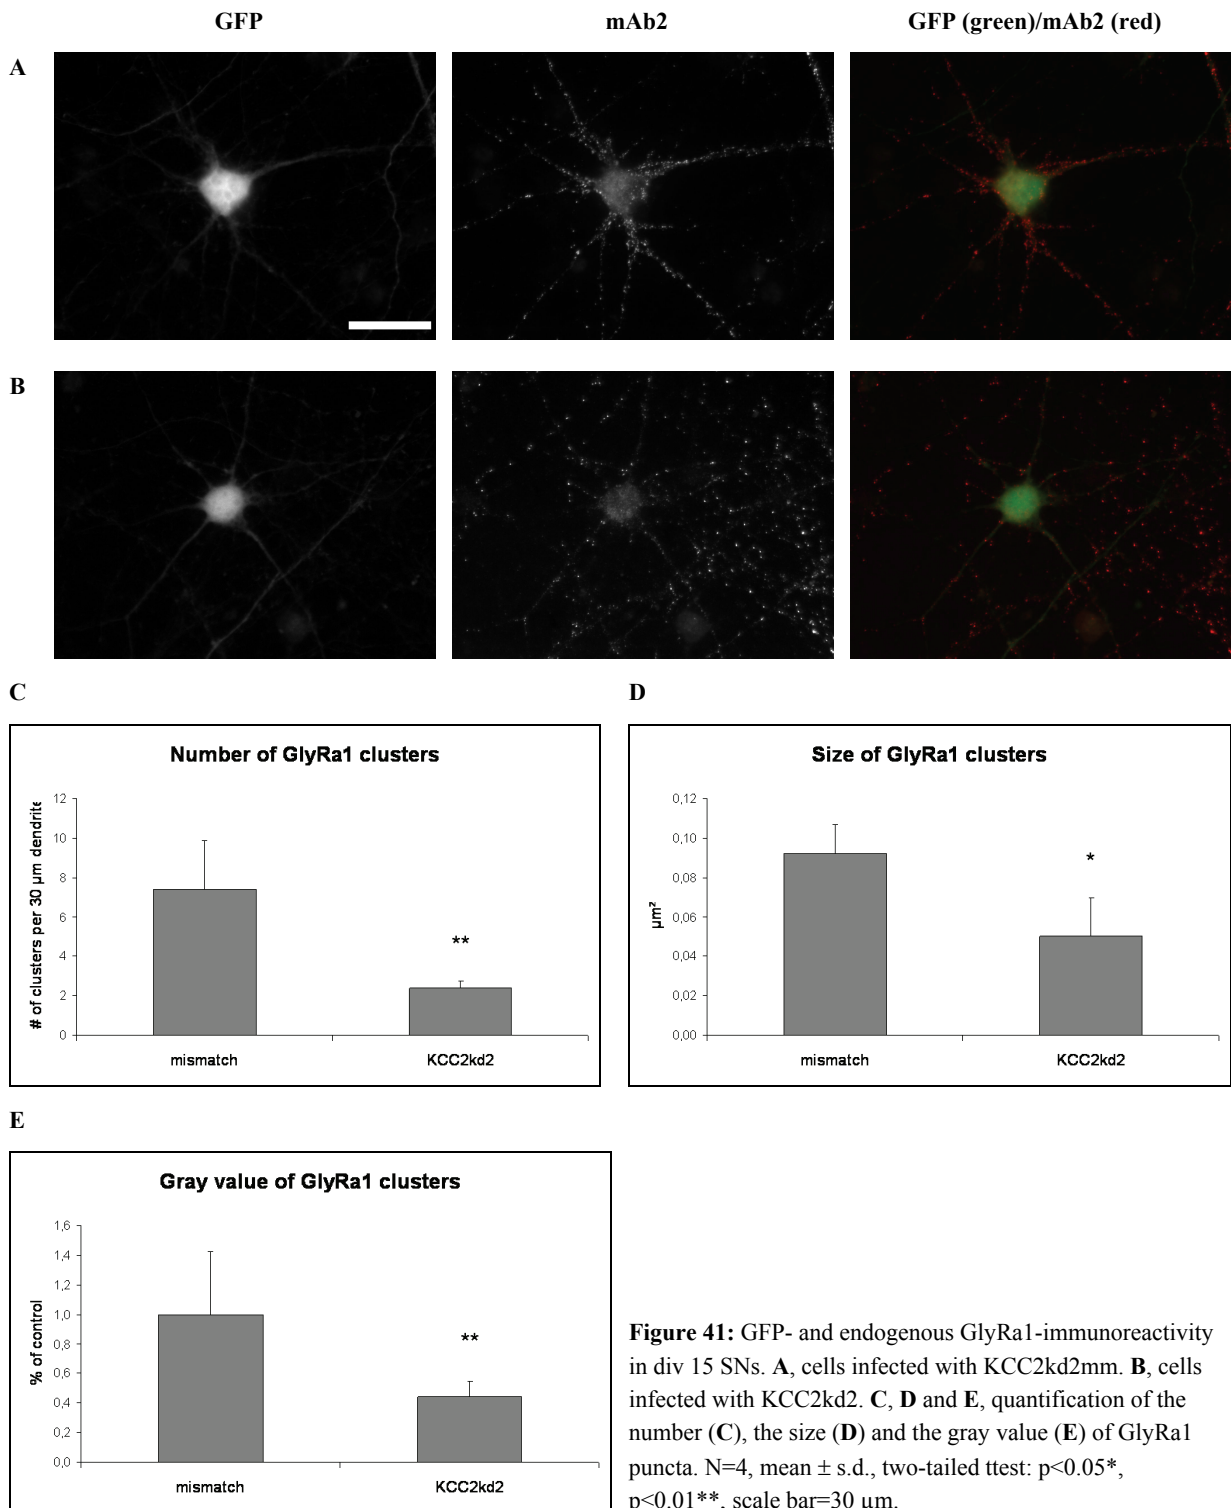 GFP
mAb2
GFP (green)/mAb2 (red)
A
B
C
D
Number of GlyRa1 clusters
# of clusters per 30 µm dendrite
12
10
8
6
4
2
0
**
mismatch
KCC2kd2
Size of GlyRa1 clusters
µm²
0,12
0,10
0,08
0,06
0,04
0,02
0,00
*
mismatch
KCC2kd2
E
Gray value of GlyRa1 clusters
% of control
1,6
1,4
1,2
1,0
0,8
0,6
0,4
0,2
0,0
**
mismatch
KCC2kd2
Figure 41: GFP- and endogenous GlyRa1-immunoreactivity
in div 15 SNs. A, cells infected with KCC2kd2mm. B, cells
infected with KCC2kd2. C, D and E, quantification of the
number (C), the size (D) and the gray value (E) of GlyRa1
puncta. N=4, mean ± s.d., two-tailed ttest: p<0.05*,
p<0.01**, scale bar=30 µm.